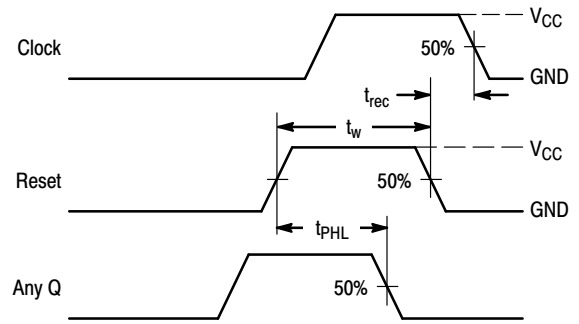 V_CC
Clock
50%
GND
t_rec
t_w
V_CC
Reset
50%
GND
t_PHL
Any Q
50%